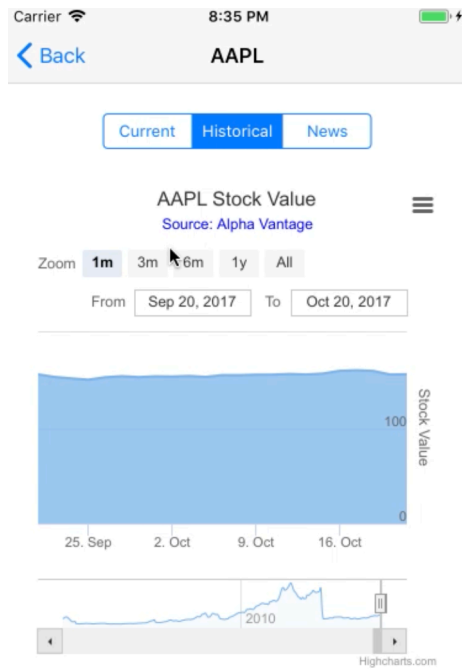 Carrier 8:35 PM
Back AAPL
Current Historical News
AAPL Stock Value
Source: Alpha Vantage
Zoom 1m 3m 6m 1y All
From Sep 20, 2017 To Oct 20, 2017
100
Stock Value
0
25. Sep 2. Oct 9. Oct 16. Oct
2010
Highcharts.com